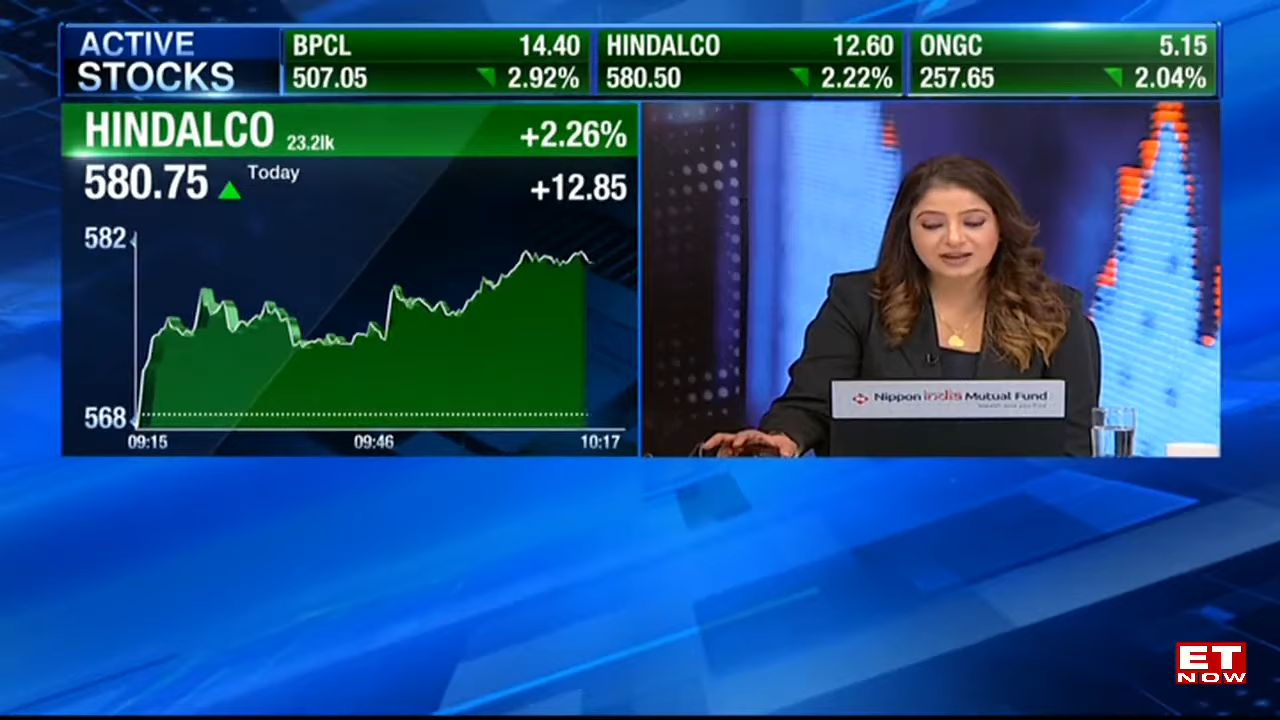 ACTIVE
STOCKS
BPCL 14.40
507.05 2.92%
HINDALCO 12.60
580.50 2.22%
ONGC 5.15
257.65 2.04%
HINDALCO 23.2lk +2.26%
580.75 Today +12.85
582
568
09:15 09:46 10:17
Nippon india Mutual Fund
ET
NOW